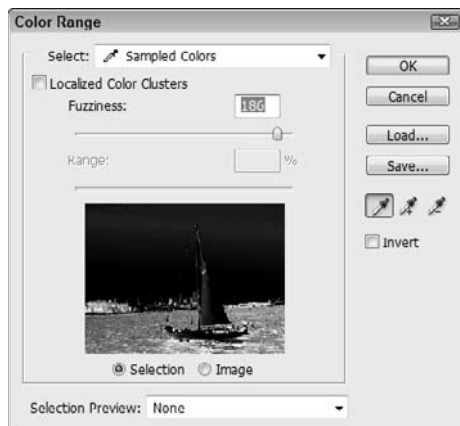 Color Range
Select: Sampled Colors
OK
Localized Color Clusters
Cancel
Fuzziness: 186
Load...
Range: %
Save...
Invert
Selection Image
Selection Preview: None